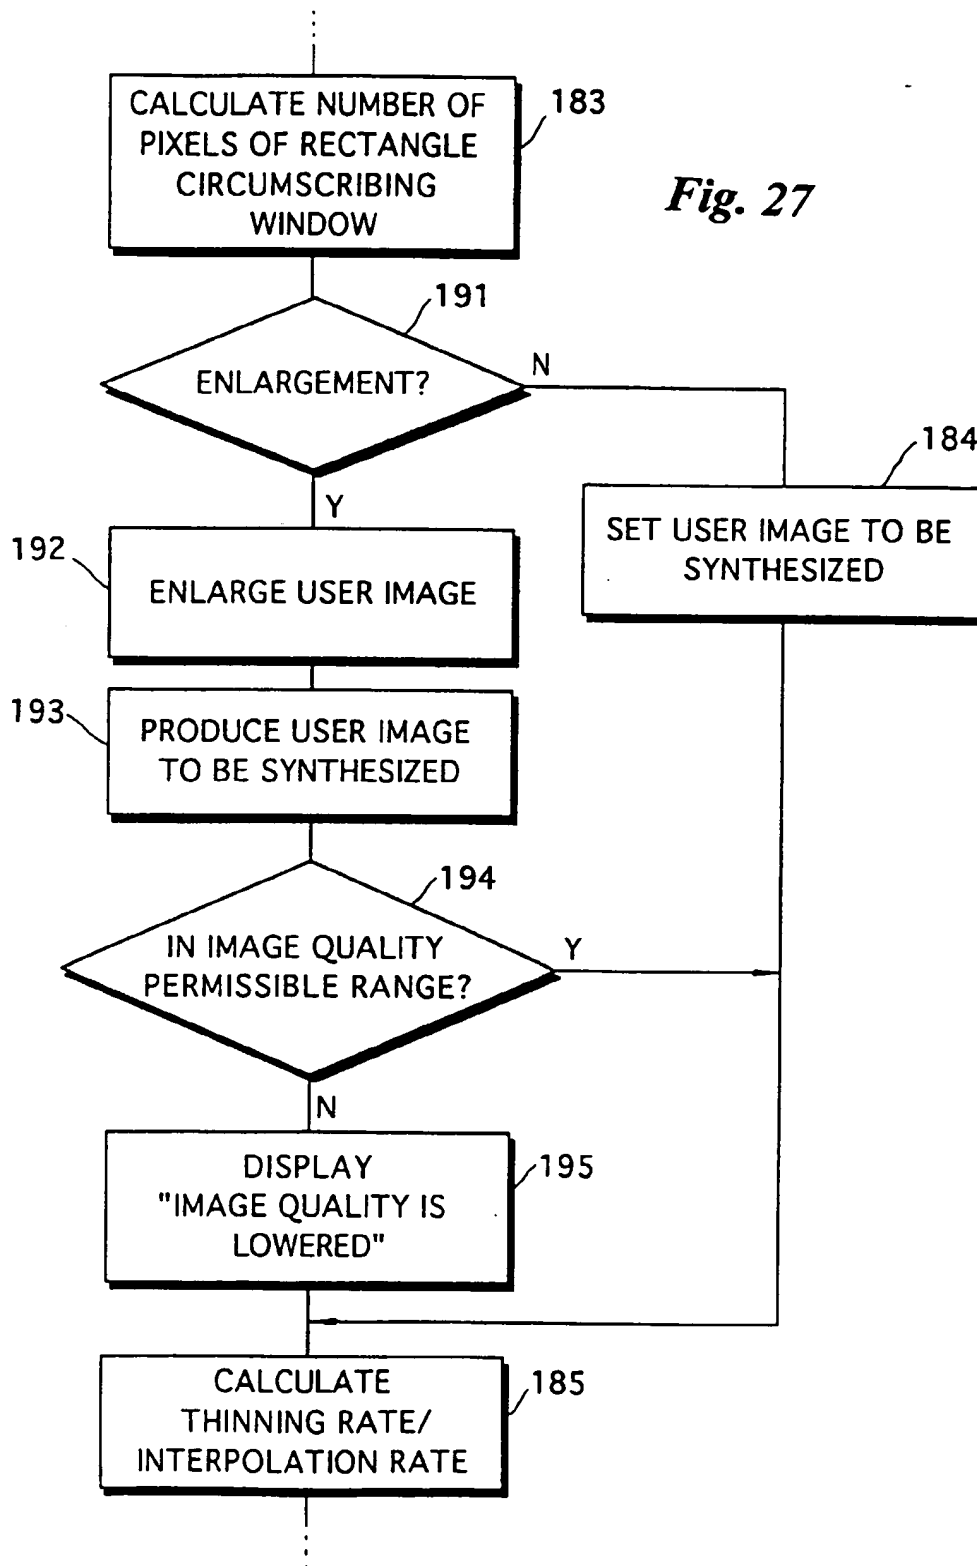 CALCULATE NUMBER OF
PIXELS OF RECTANGLE
CIRCUMSCRIBING
WINDOW
183
Fig. 27
191
ENLARGEMENT?
N
Y
184
SET USER IMAGE TO BE
SYNTHESIZED
192
ENLARGE USER IMAGE
193
PRODUCE USER IMAGE
TO BE SYNTHESIZED
194
IN IMAGE QUALITY
PERMISSIBLE RANGE?
Y
N
DISPLAY
"IMAGE QUALITY IS
LOWERED"
195
CALCULATE
THINNING RATE/
INTERPOLATION RATE
185